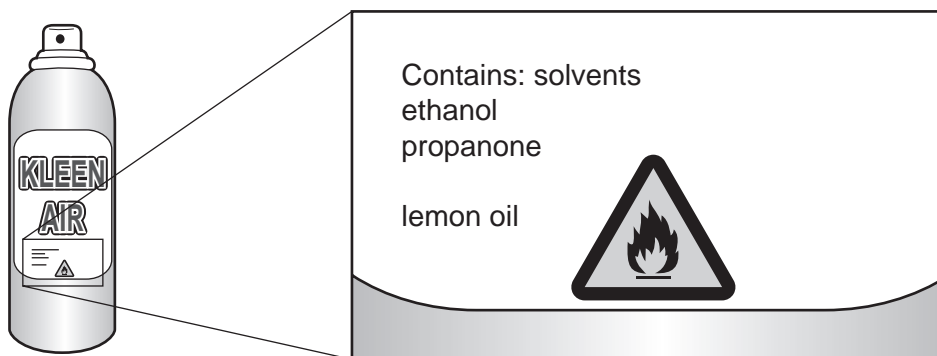 KLEEN
AIR
Contains: solvents
ethanol
propanone
lemon oil